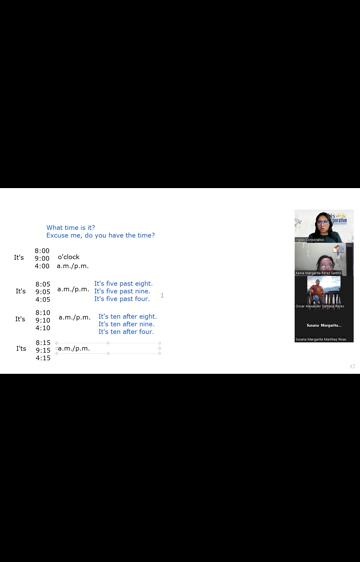 What time is it?
Excuse me, do you have the time?
8:00
It's 9:00 o'clock
4:00 a.m./p.m.
8:05 It's five past eight.
It's 9:05 a.m./p.m. It's five past nine.
4:05 It's five past four.
8:10 It's ten after eight.
It's 9:10 a.m./p.m. It's ten after nine.
4:10 It's ten after four.
8:15
I'ts 9:15 a.m./p.m.
4:15
Susana Margarita...